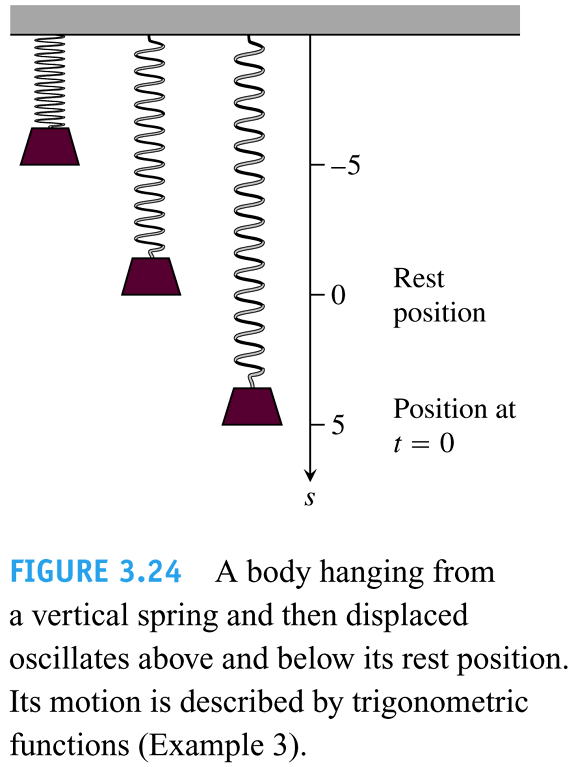 –5
0
Rest
position
5
Position at
t = 0
s
FIGURE 3.24 A body hanging from
a vertical spring and then displaced
oscillates above and below its rest position.
Its motion is described by trigonometric
functions (Example 3).